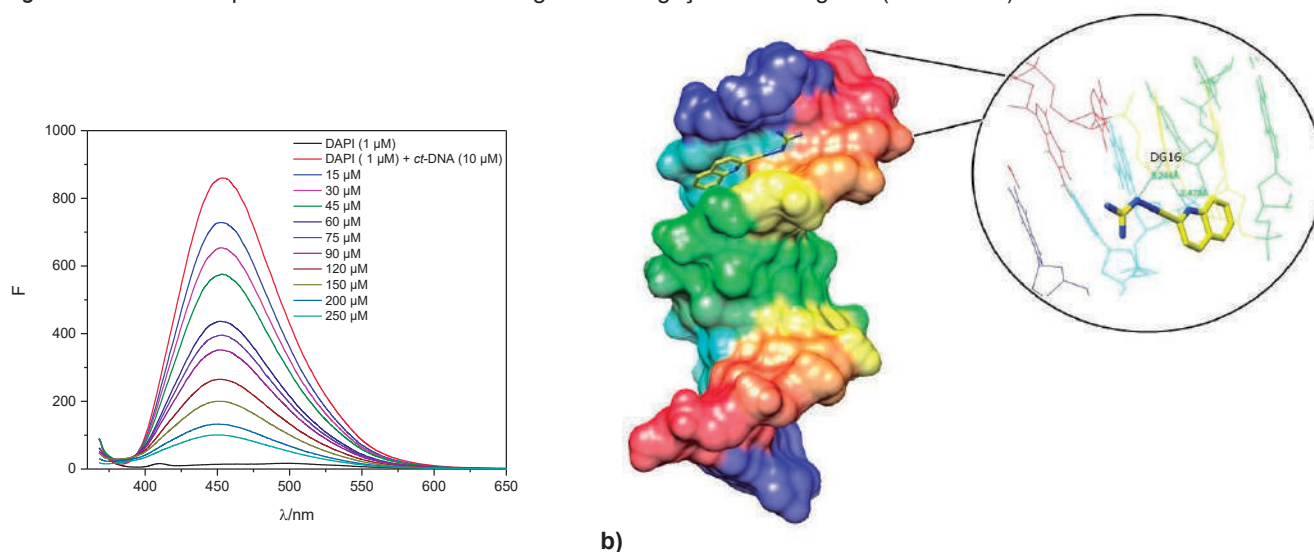 1000
800
600
400
200
0
F
400 450 500 550 600 650
λ/nm
DAPI (1 µM)
DAPI ( 1 µM) + ct-DNA (10 µM)
15 µM
30 µM
45 µM
60 µM
75 µM
90 µM
120 µM
150 µM
200 µM
250 µM
DG16
b)